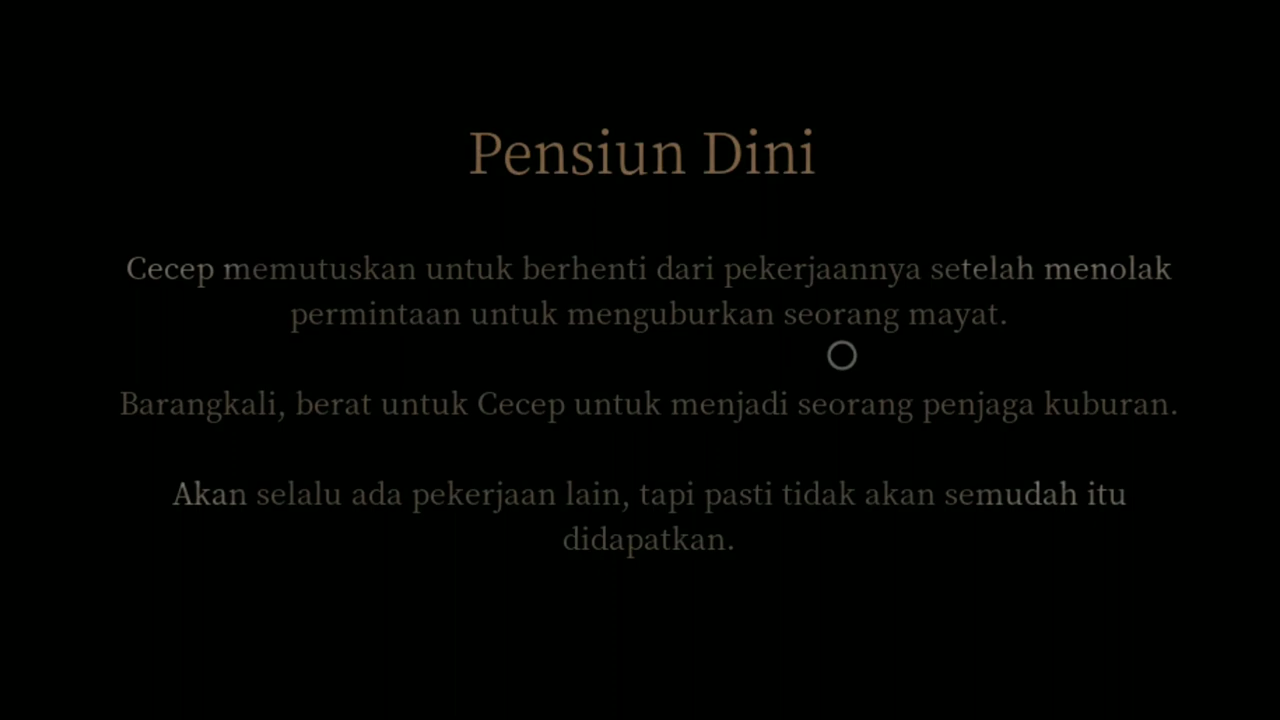 Pensiun Dini
Cecep memutuskan untuk berhenti dari pekerjaannya setelah menolak
permintaan untuk menguburkan seorang mayat.
Barangkali, berat untuk Cecep untuk menjadi seorang penjaga kuburan.
Akan selalu ada pekerjaan lain, tapi pasti tidak akan semudah itu
didapatkan.